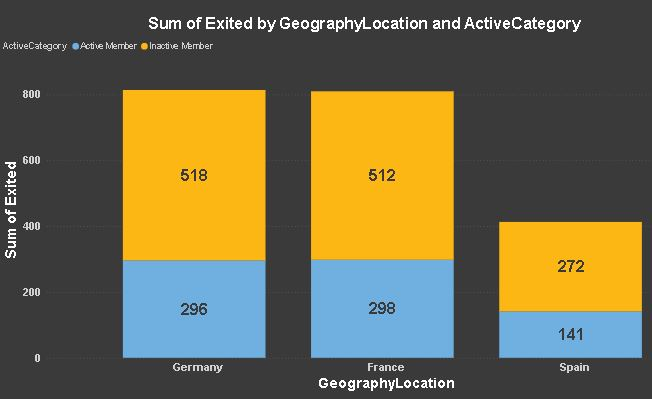 Sum of Exited by GeographyLocation and ActiveCategory
ActiveCategory Active Member Inactive Member
800
600
400
200
0
Sum of Exited
518
512
272
296
298
141
Germany France Spain
GeographyLocation